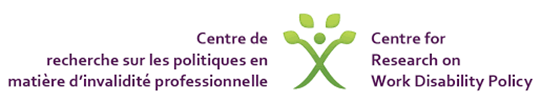 Centre de
recherche sur les politiques en
matière d'invalidité professionnelle
Centre for
Research on
Work Disability Policy